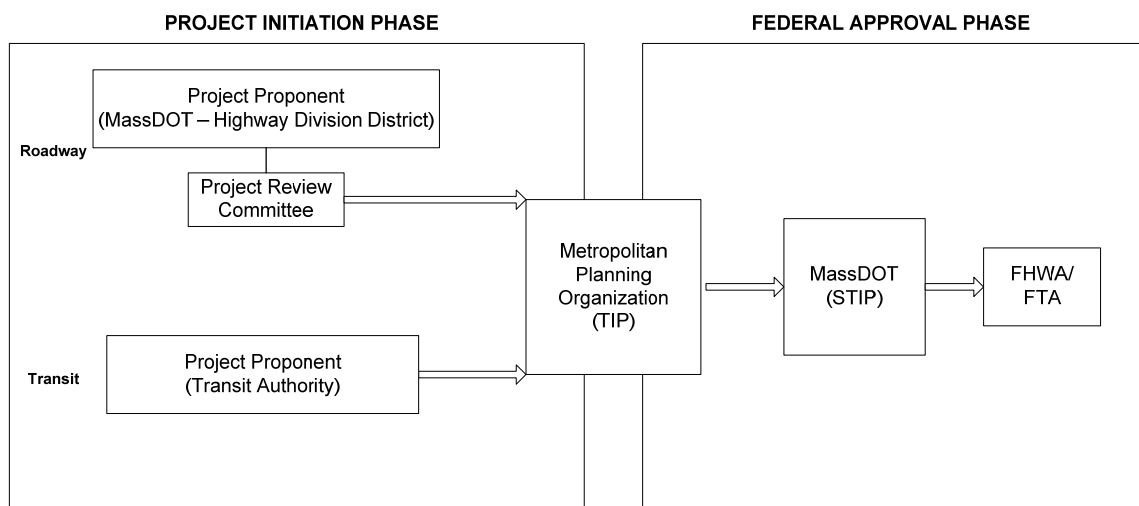 PROJECT INITIATION PHASE
FEDERAL APPROVAL PHASE
Project Proponent
(MassDOT – Highway Division District)
Roadway
Project Review
Committee
Metropolitan
Planning
Organization
(TIP)
MassDOT
(STIP)
FHWA/
FTA
Project Proponent
(Transit Authority)
Transit